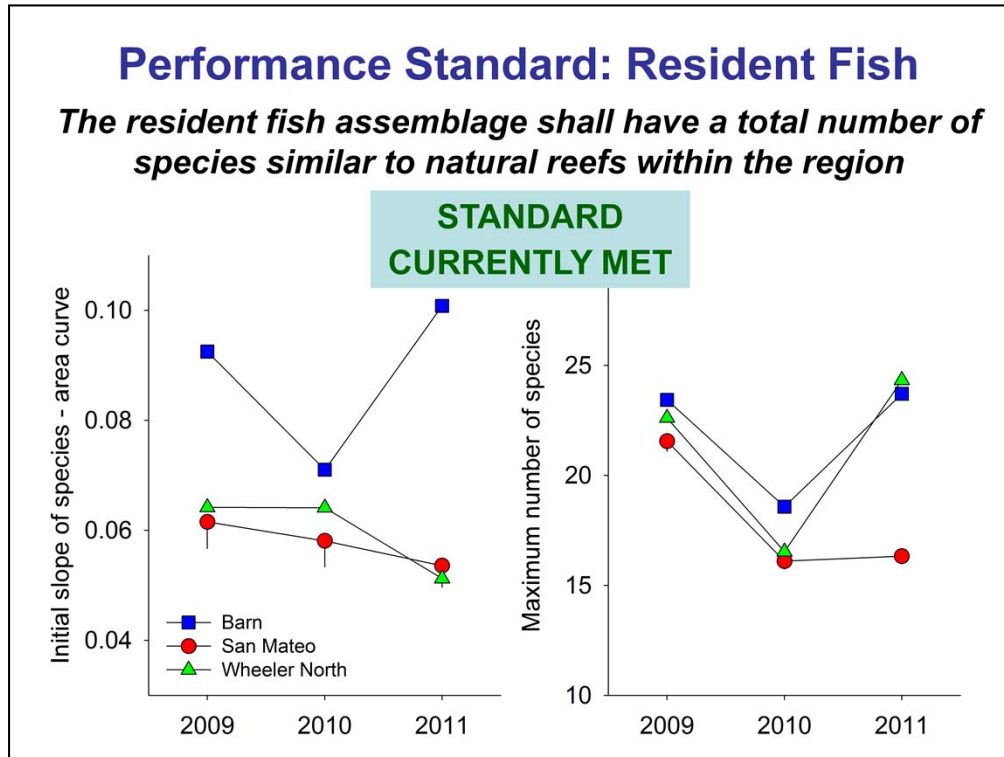 Performance Standard: Resident Fish
The resident fish assemblage shall have a total number of
species similar to natural reefs within the region
STANDARD
CURRENTLY MET
Initial slope of species - area curve
0.10
0.08
0.06
0.04
Barn
San Mateo
Wheeler North
2009
2010
2011
Maximum number of species
25
20
15
10
2009
2010
2011